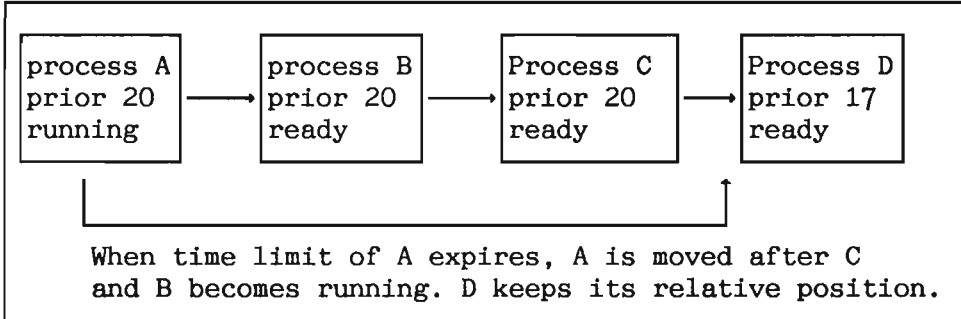 process A
prior 20
running
process B
prior 20
ready
Process C
prior 20
ready
Process D
prior 17
ready
When time limit of A expires, A is moved after C
and B becomes running. D keeps its relative position.